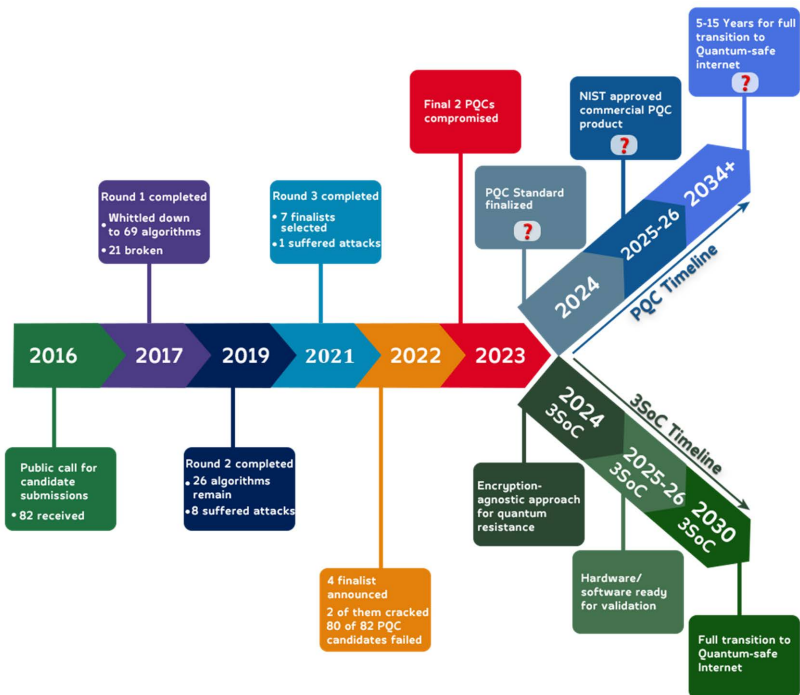 5-15 Years for full
transition to
Quantum-safe
internet
?
NIST approved
commercial PQC
product
?
Final 2 PQCs
compromised
PQC Standard
finalized
?
Round 1 completed
• Whittled down
to 69 algorithms
• 21 broken
Round 3 completed
• 7 finalists
selected
• 1 suffered attacks
2034+
2025-26
2024
PQC Timeline
2016
2017
2019
2021
2022
2023
3SoC Timeline
2024
3SoC
2025-26
3SoC
2030
3SoC
Public call for
candidate
submissions
• 82 received
Round 2 completed
• 26 algorithms
remain
• 8 suffered attacks
4 finalist
announced
2 of them cracked
80 of 82 PQC
candidates failed
Encryption-
agnostic approach
for quantum
resistance
Hardware/
software ready
for validation
Full transition to
Quantum-safe
Internet